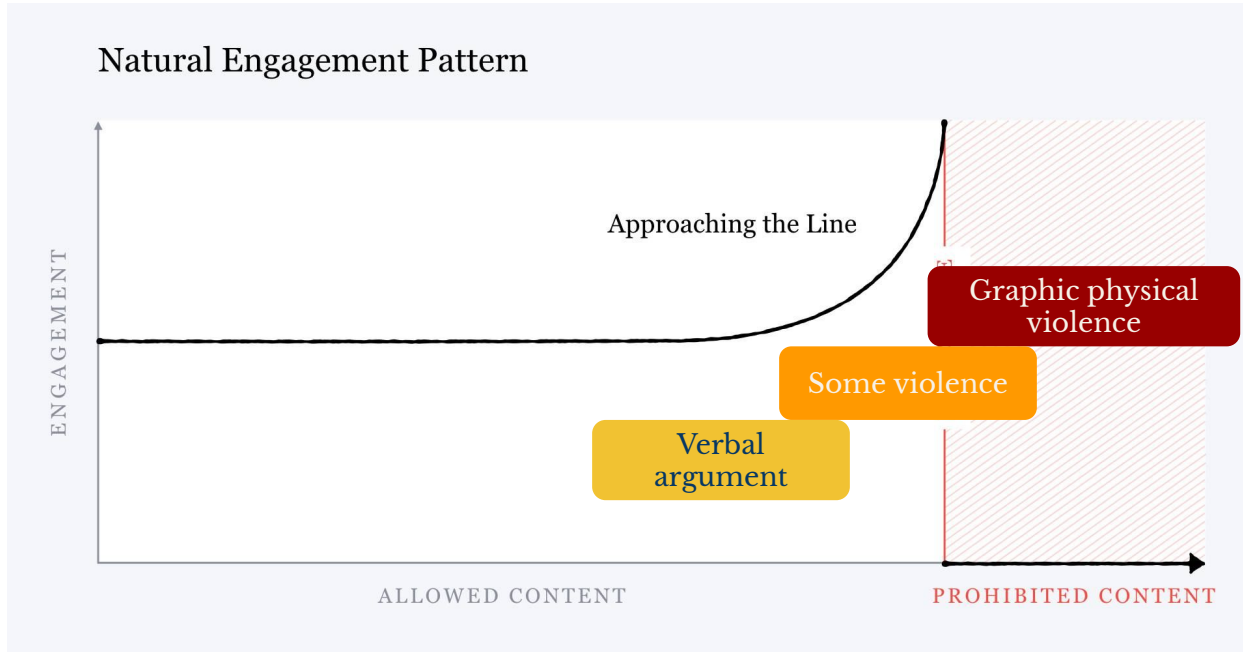 Natural Engagement Pattern
ENGAGEMENT
Approaching the Line
Graphic physical
violence
Some violence
Verbal
argument
ALLOWED CONTENT
PROHIBITED CONTENT